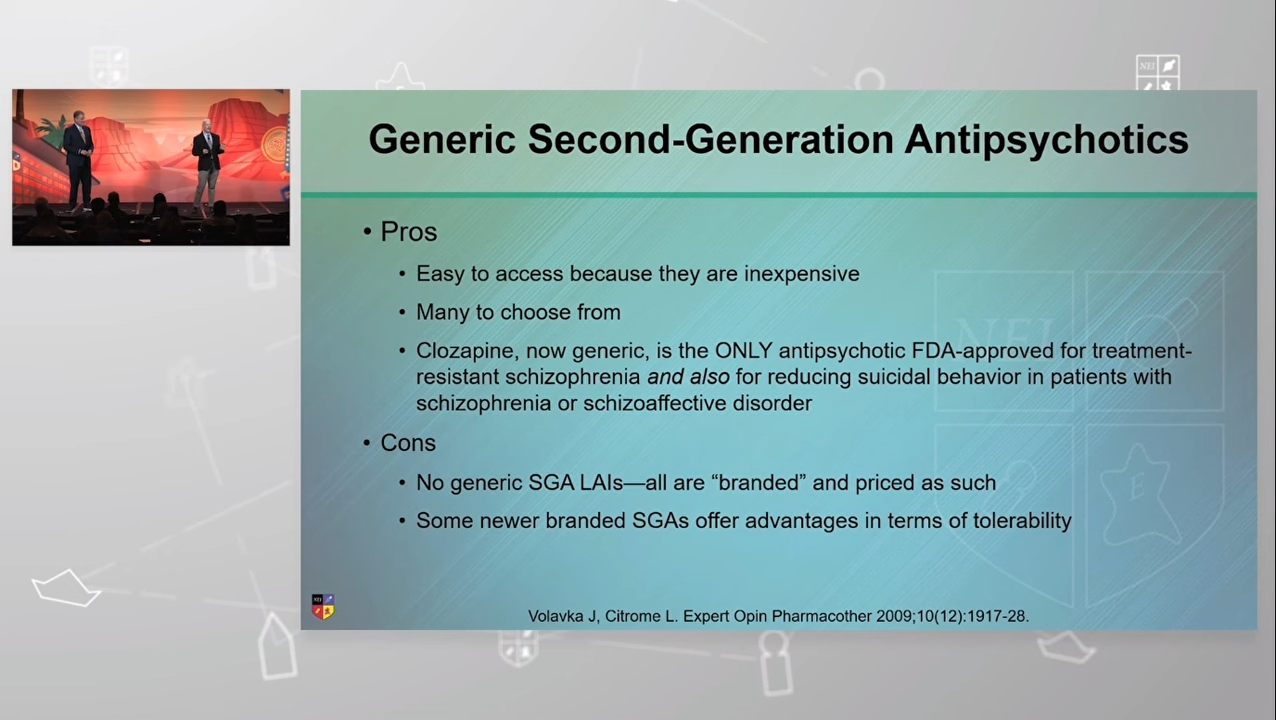 NEI
Generic Second-Generation Antipsychotics
• Pros
• Easy to access because they are inexpensive
• Many to choose from
• Clozapine, now generic, is the ONLY antipsychotic FDA-approved for treatment-
resistant schizophrenia and also for reducing suicidal behavior in patients with
schizophrenia or schizoaffective disorder
• Cons
• No generic SGA LAIs—all are “branded” and priced as such
• Some newer branded SGAs offer advantages in terms of tolerability
NEI
E
NEI
Volavka J, Citrome L. Expert Opin Pharmacother 2009;10(12):1917-28.